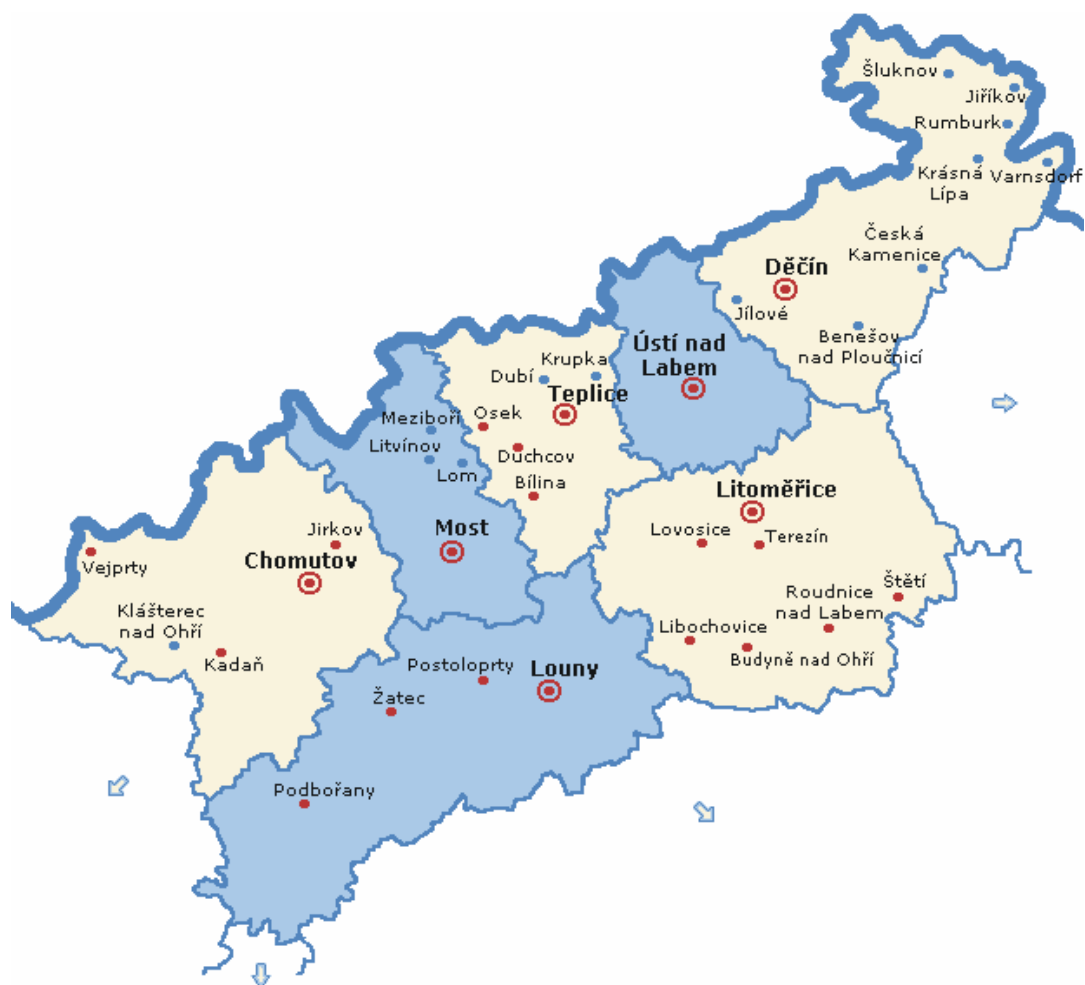 Šluknov
Jiříkov
Rumburk
Krásná
Lípa
Varnsdorf
Česká
Kamenice
Děčín
Jílové
Benešov
nad Ploučnicí
Ústí nad
Labem
Krupka
Dubí
Teplice
Osek
Duchcov
Bílina
Meziboří
Litvínov
Lom
Most
Litoměřice
Lovosice
Terezín
Štětí
Roudnice
nad Labem
Libochovice
Budyně nad Ohří
Jirkov
Chomutov
Vejprty
Klášterec
nad Ohří
Kadaň
Postoloprty
Louny
Žatec
Podbořany